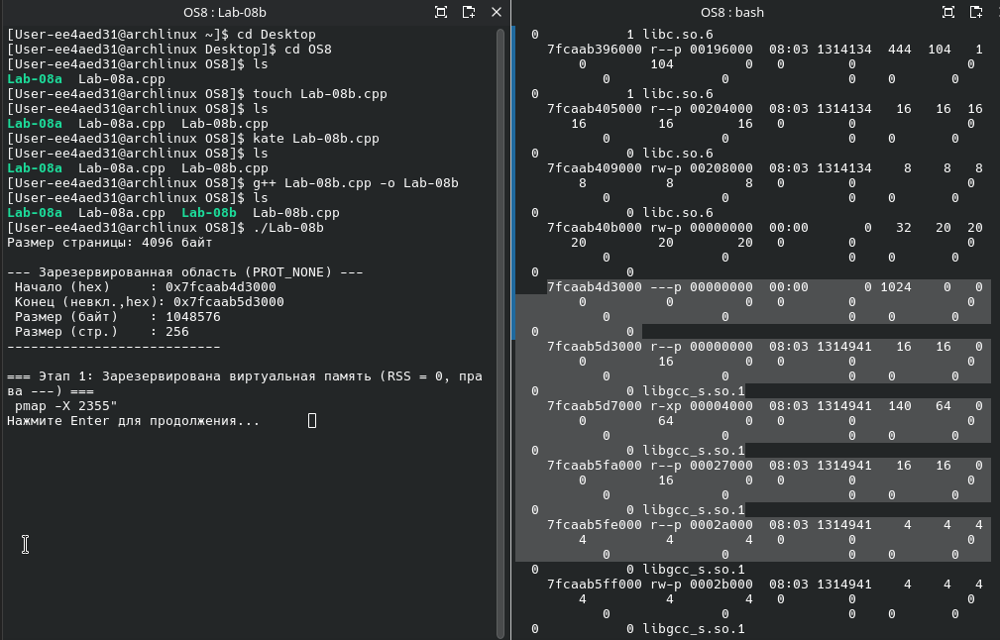 OS8 : Lab-08b
[User-ee4aed31@archlinux ~]$ cd Desktop
[User-ee4aed31@archlinux Desktop]$ cd OS8
[User-ee4aed31@archlinux OS8]$ ls
Lab-08a  Lab-08a.cpp
[User-ee4aed31@archlinux OS8]$ touch Lab-08b.cpp
[User-ee4aed31@archlinux OS8]$ ls
Lab-08a  Lab-08a.cpp  Lab-08b.cpp
[User-ee4aed31@archlinux OS8]$ kate Lab-08b.cpp
[User-ee4aed31@archlinux OS8]$ ls
Lab-08a  Lab-08a.cpp  Lab-08b.cpp
[User-ee4aed31@archlinux OS8]$ g++ Lab-08b.cpp -o Lab-08b
[User-ee4aed31@archlinux OS8]$ ls
Lab-08a  Lab-08a.cpp  Lab-08b  Lab-08b.cpp
[User-ee4aed31@archlinux OS8]$ ./Lab-08b
Размер страницы: 4096 байт
--- Зарезервированная область (PROT_NONE) ---
Начало (hex)     : 0x7fcaab4d3000
Конец (невкл.,hex): 0x7fcaab5d3000
Размер (байт)    : 1048576
Размер (стр.)    : 256
---------------------------
=== Этап 1: Зарезервирована виртуальная память (RSS = 0, пра
ва ---) ===
pmap -X 2355"
Нажмите Enter для продолжения...
OS8 : bash
0 1 libc.so.6
7fcaab396000 r--p 00196000 08:03 1314134 444 104 1
0 104 0 0 0
0 0 0 0 0
0 1 libc.so.6
7fcaab405000 r--p 00204000 08:03 1314134 16 16 16
16 16 16 0 0
0 0 0 0 0
0 0 libc.so.6
7fcaab409000 rw-p 00208000 08:03 1314134 8 8 8
8 8 8 0 0 0
0 0 0 0 0
0 0 libc.so.6
7fcaab40b000 rw-p 00000000 00:00 0 32 20 20
20 20 20 0 0 0
0 0 0 0 0
0 0
7fcaab4d3000 ---p 00000000 00:00 0 1024 0 0
0 0 0 0 0 0
0 0 0 0 0
0 0
7fcaab5d3000 r--p 00000000 08:03 1314941 16 16 0
0 16 0 0 0
0 0 0 0 0
0 0 libgcc_s.so.1
7fcaab5d7000 r-xp 00004000 08:03 1314941 140 64 0
0 64 0 0 0
0 0 0 0 0
0 0 libgcc_s.so.1
7fcaab5fa000 r--p 00027000 08:03 1314941 16 16 0
0 16 0 0 0
0 0 0 0 0
0 0 libgcc_s.so.1
7fcaab5fe000 r--p 0002a000 08:03 1314941 4 4 4
4 4 4 0 0 0
0 0 0 0 0
0 0 libgcc_s.so.1
7fcaab5ff000 rw-p 0002b000 08:03 1314941 4 4 4
4 4 4 0 0 0
0 0 0 0 0
0 0 libgcc_s.so.1